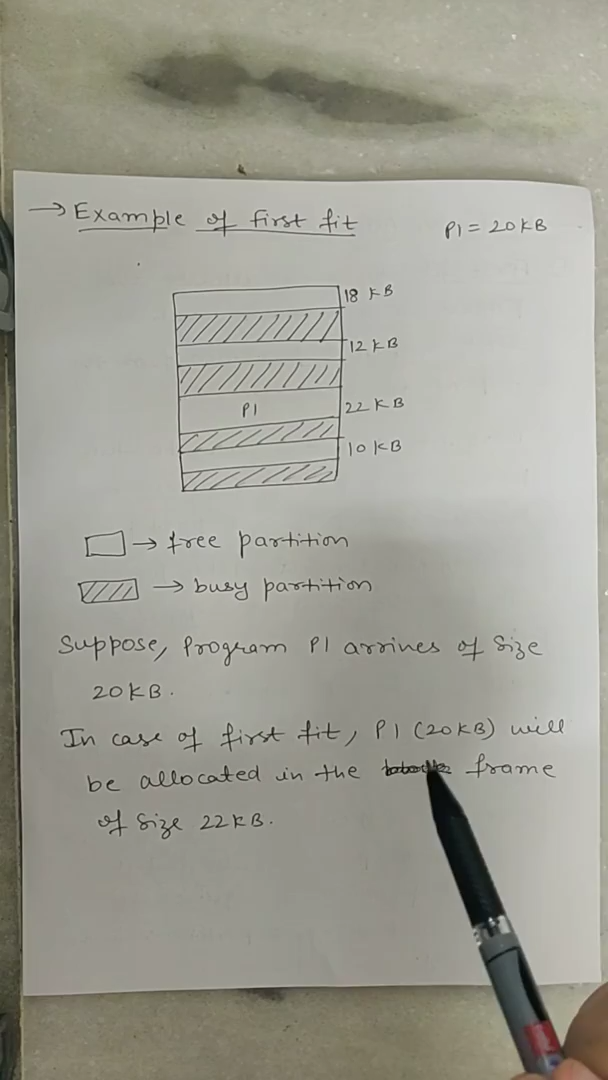 → Example of first fit
P1 = 20KB
18 KB
12 KB
P1
22 KB
10 KB
→ free partition
→ busy partition
Suppose, Program P1 arrines of Size
20KB.
In case of first fit, P1 (20KB) will
be allocated in the frame
of Size 22KB.